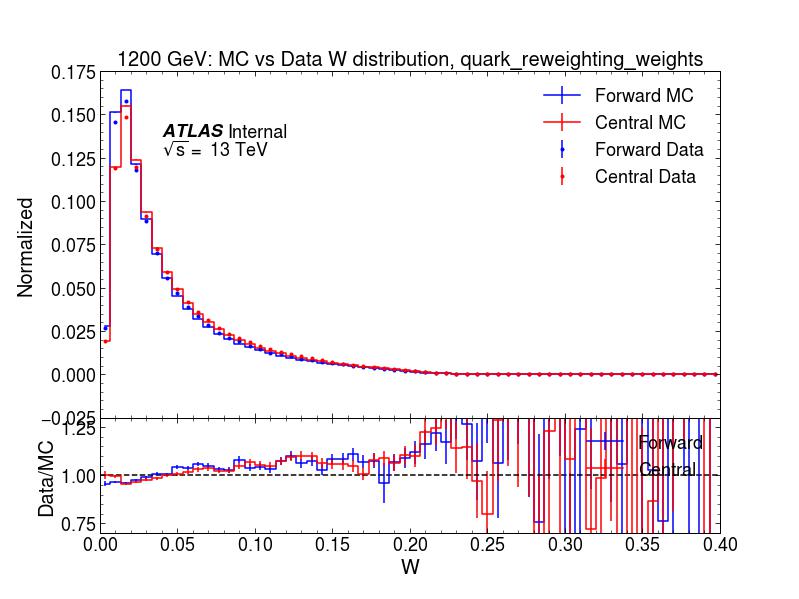 1200 GeV: MC vs Data W distribution, quark_reweighting_weights
ATLAS Internal
√s = 13 TeV
Forward MC
Central MC
Forward Data
Central Data
Normalized
0.175
0.150
0.125
0.100
0.075
0.050
0.025
0.000
−0.025
Data/MC
1.25
1.00
0.75
Forward
Central
0.00 0.05 0.10 0.15 0.20 0.25 0.30 0.35 0.40
W